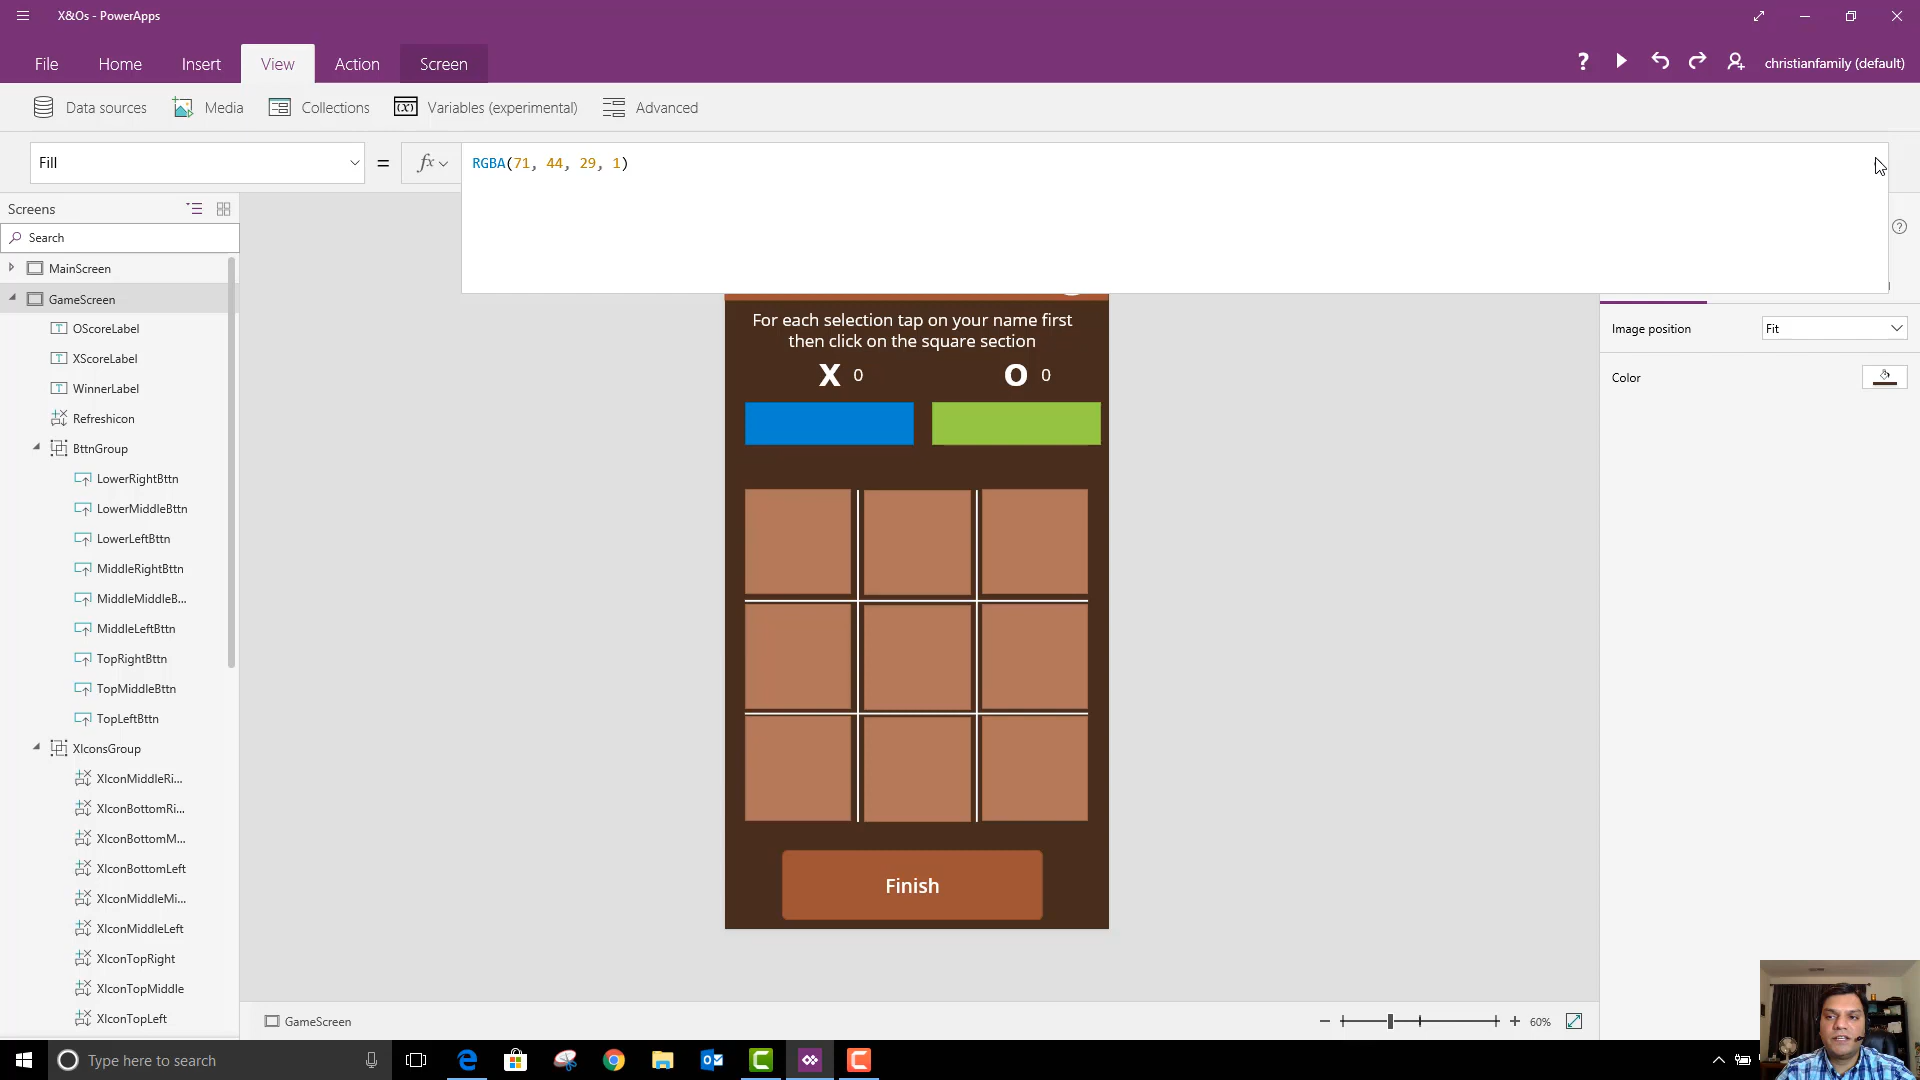 X&Os - PowerApps
File Home Insert View Action Screen
? christianfamily (default)
Data sources Media Collections (x) Variables (experimental) Advanced
Fill = fx RGBA(71, 44, 29, 1)
Screens
Search
MainScreen
GameScreen
OScoreLabel
XScoreLabel
WinnerLabel
Refreshicon
BttnGroup
LowerRightBttn
LowerMiddleBttn
LowerLeftBttn
MiddleRightBttn
MiddleMiddleB...
MiddleLeftBttn
TopRightBttn
TopMiddleBttn
TopLeftBttn
XIconsGroup
XIconMiddleRi...
XIconBottomRi...
XIconBottomM...
XIconBottomLeft
XIconMiddleMi...
XIconMiddleLeft
XIconTopRight
XIconTopMiddle
XIconTopLeft
For each selection tap on your name first
then click on the square section
X 0 O 0
Finish
?
Image position Fit
Color
GameScreen
60%
Type here to search